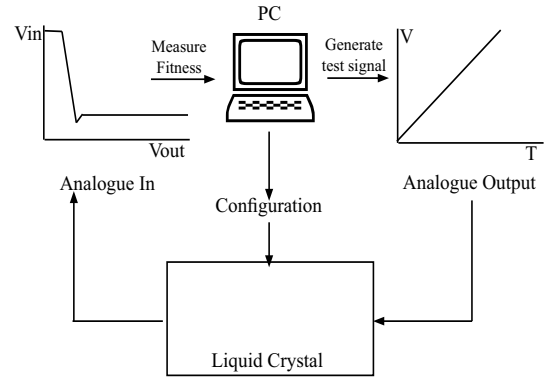 PC
Vin
Measure
Fitness
Generate
test signal
V
Vout
T
Analogue In
Analogue Output
Configuration
Liquid Crystal